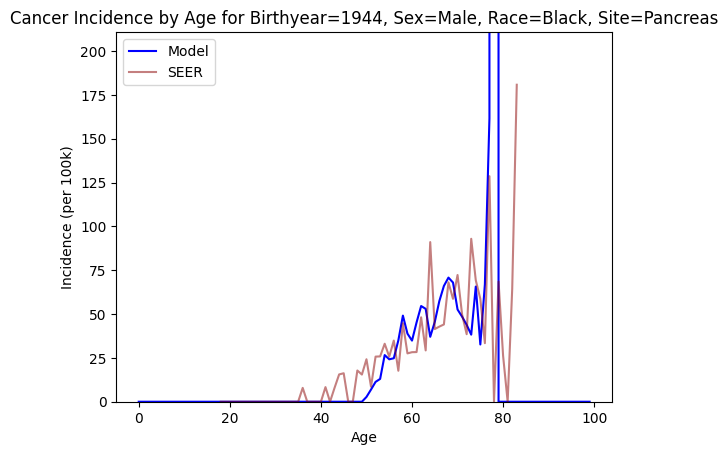 Cancer Incidence by Age for Birthyear=1944, Sex=Male, Race=Black, Site=Pancreas
Model
SEER
200
175
150
125
100
75
50
25
0
Incidence (per 100k)
0 20 40 60 80 100
Age